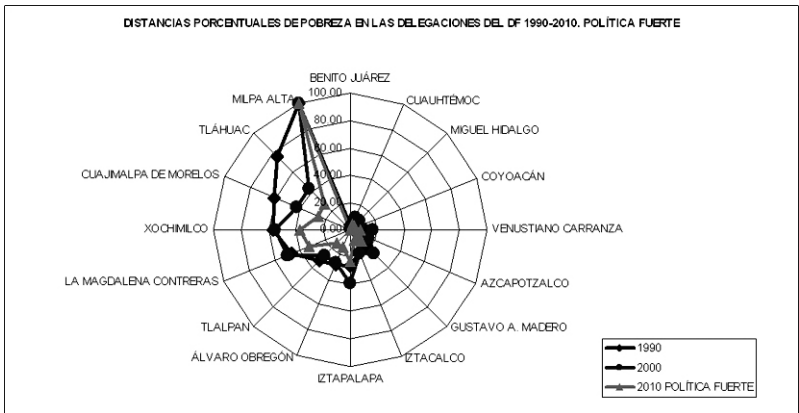 DISTANCIAS PORCENTUALES DE POBREZA EN LAS DELEGACIONES DEL DF 1990-2010. POLÍTICA FUERTE
BENITO JUÁREZ
100.00
MILPA ALTA
CUAUHTÉMOC
80.00
TLÁHUAC
MIGUEL HIDALGO
60.00
40.00
CUAJIMALPA DE MORELOS
COYOACÁN
20.00
XOCHIMILCO
0.00
VENUSTIANO CARRANZA
LA MAGDALENA CONTRERAS
AZCAPOTZALCO
TLALPAN
GUSTAVO A. MADERO
ÁLVARO OBREGÓN
IZTACALCO
IZTAPALAPA
1990
2000
2010 POLÍTICA FUERTE